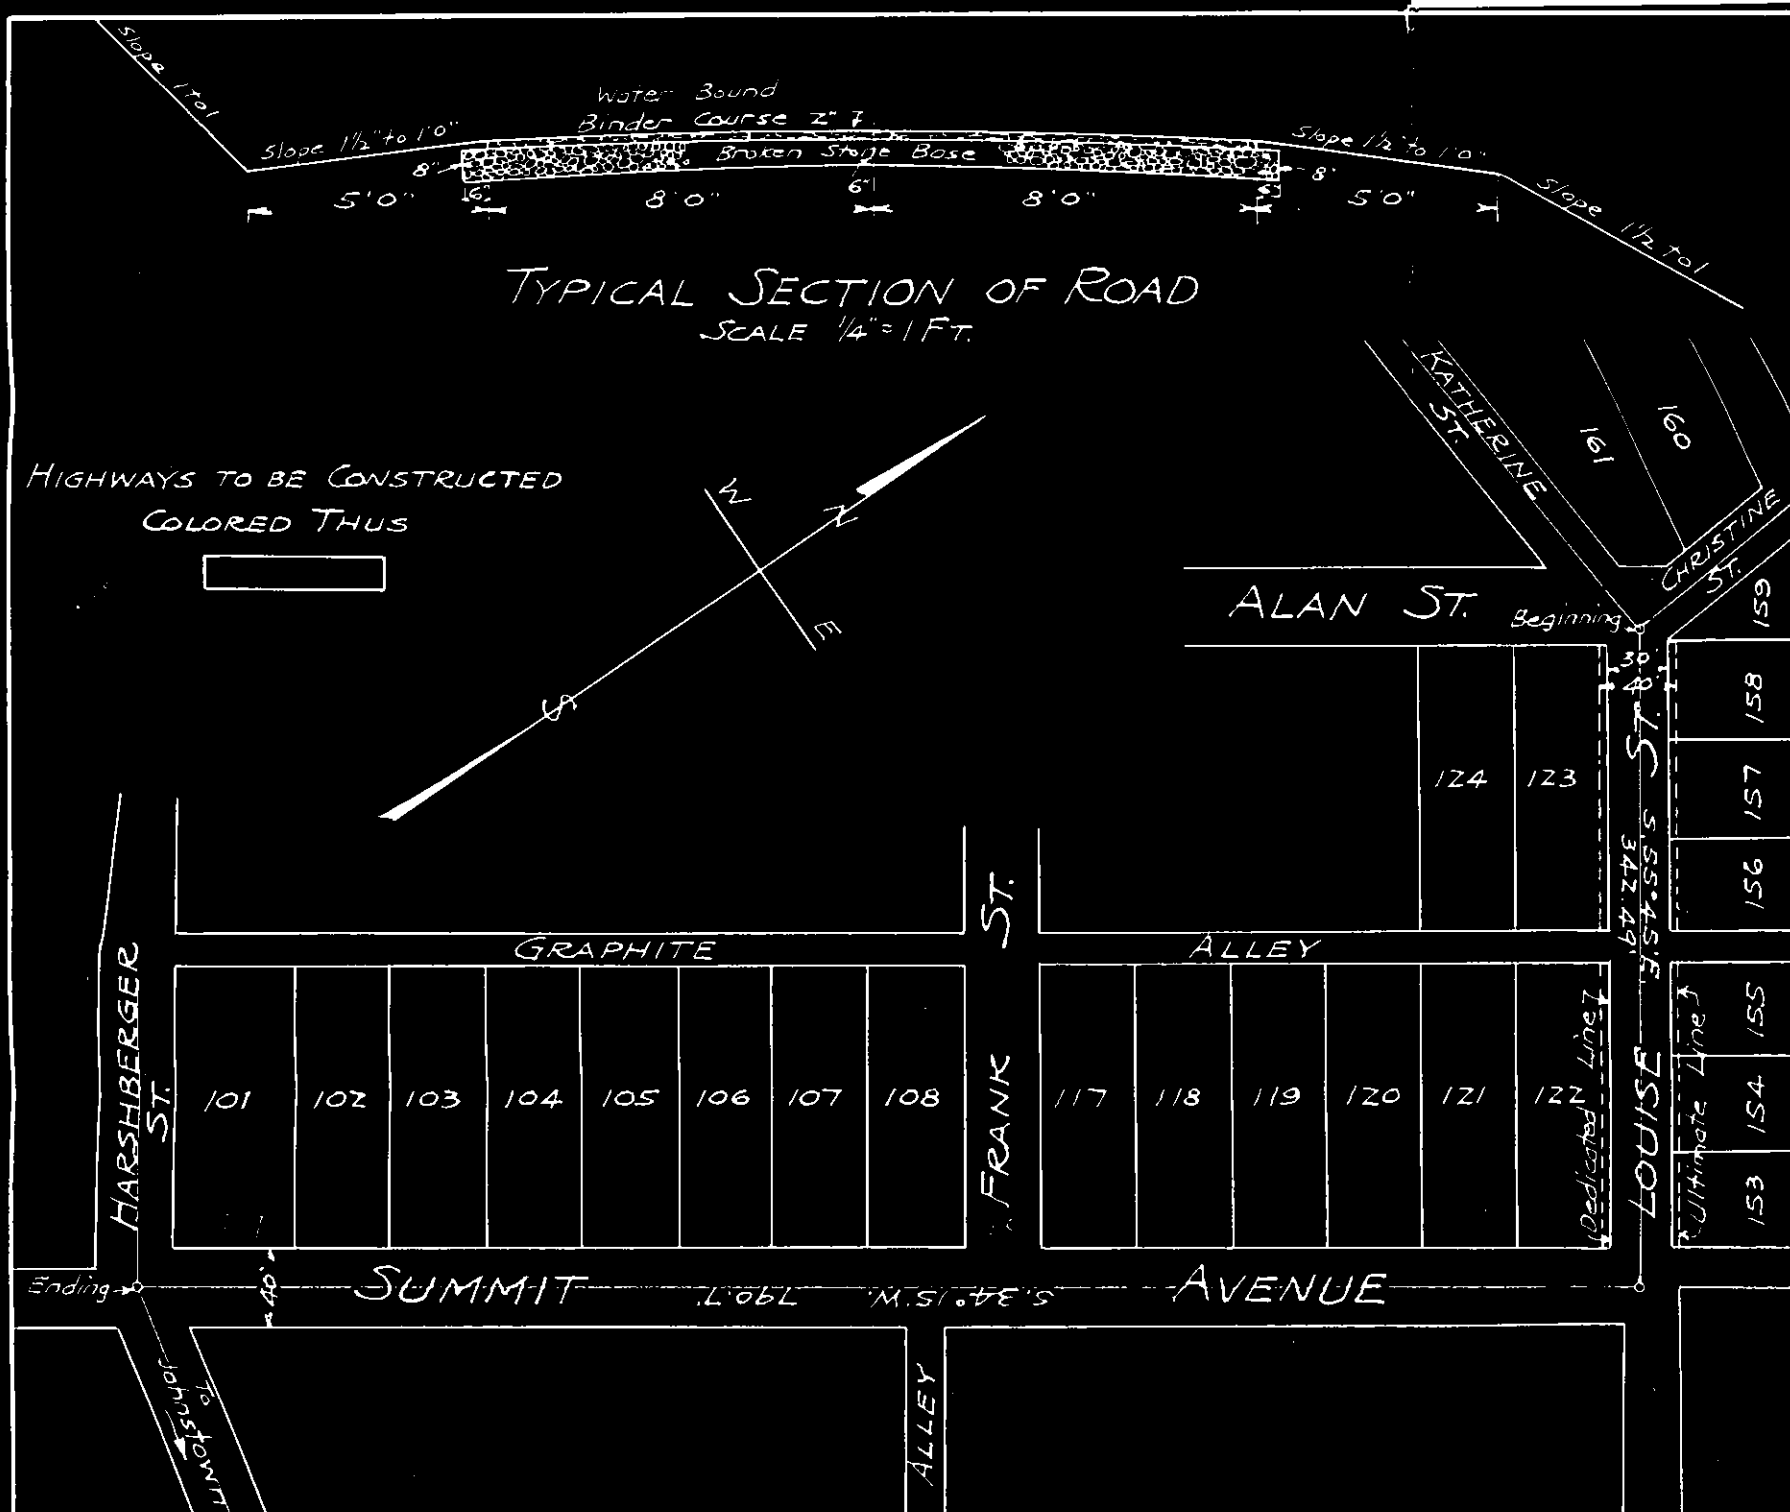 Slope 1 to 1
Water Bound
Binder Course 2"
Slope 1½" to 1'0"
Broken Stone Base
Slope 1½" to 1'0"
8"
8"
5'0"
6"
8'0"
6"
8'0"
6"
5'0"
Slope 1½ to 1
TYPICAL SECTION OF ROAD
SCALE ¼" = 1 FT.
HIGHWAYS TO BE CONSTRUCTED
COLORED THUS
W
N
E
S
KATHERINE
ST.
161
160
CHRISTINE
ST.
159
ALAN ST.
Beginning
30'
40'
158
157
156
124
123
LOUISE ST.
S.55°45'E.
342.49'
GRAPHITE ALLEY
HARSHBERGER
ST.
FRANK ST.
101
102
103
104
105
106
107
108
117
118
119
120
121
122
Dedicated Line
Ultimate Line
155
154
153
Ending
40'
SUMMIT AVENUE
S.34°15'W. 790.7'
To
Johnstown
ALLEY